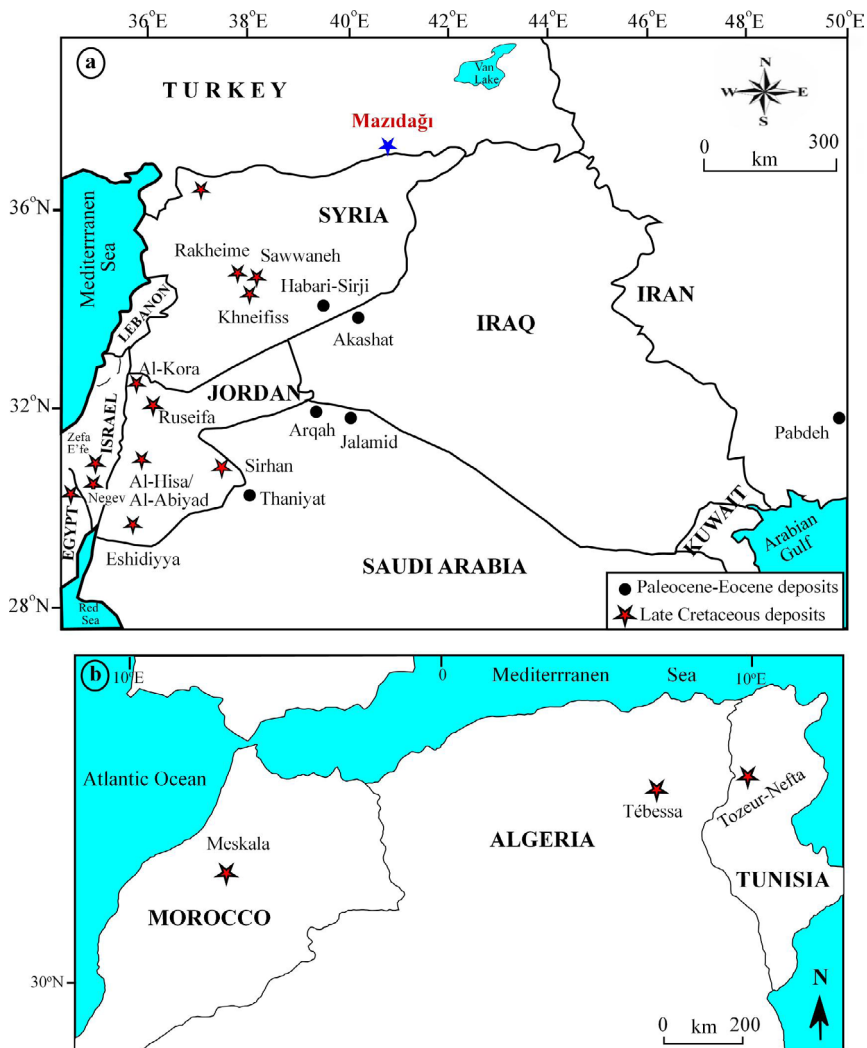 36°E 38°E 40°E 42°E 44°E 46°E 48°E 50°E
a
TURKEY
Van
Lake
N
W E
S
Mazıdağı
0 300
km
36°N
SYRIA
Mediterrranen
Sea
Rakheime
Sawwaneh
Habari-Sirji
Khneifiss
LEBANON
IRAN
IRAQ
Akashat
Al-Kora
JORDAN
32°N
Ruseifa
ISRAEL
Arqah
Jalamid
Pabdeh
Zefa
E'fe
Al-Hisa/
Al-Abiyad
Sirhan
Negev
Thaniyat
EGYPT
Eshidiyya
KUWAIT
Arabian
Gulf
SAUDI ARABIA
28°N
Red
Sea
Paleocene-Eocene deposits
Late Cretaceous deposits
b
10°E 0 10°E
Mediterrranen Sea
Atlantic Ocean
Tébessa
Tozeur-Nefta
Meskala
ALGERIA
TUNISIA
MOROCCO
30°N
N
0 km 200